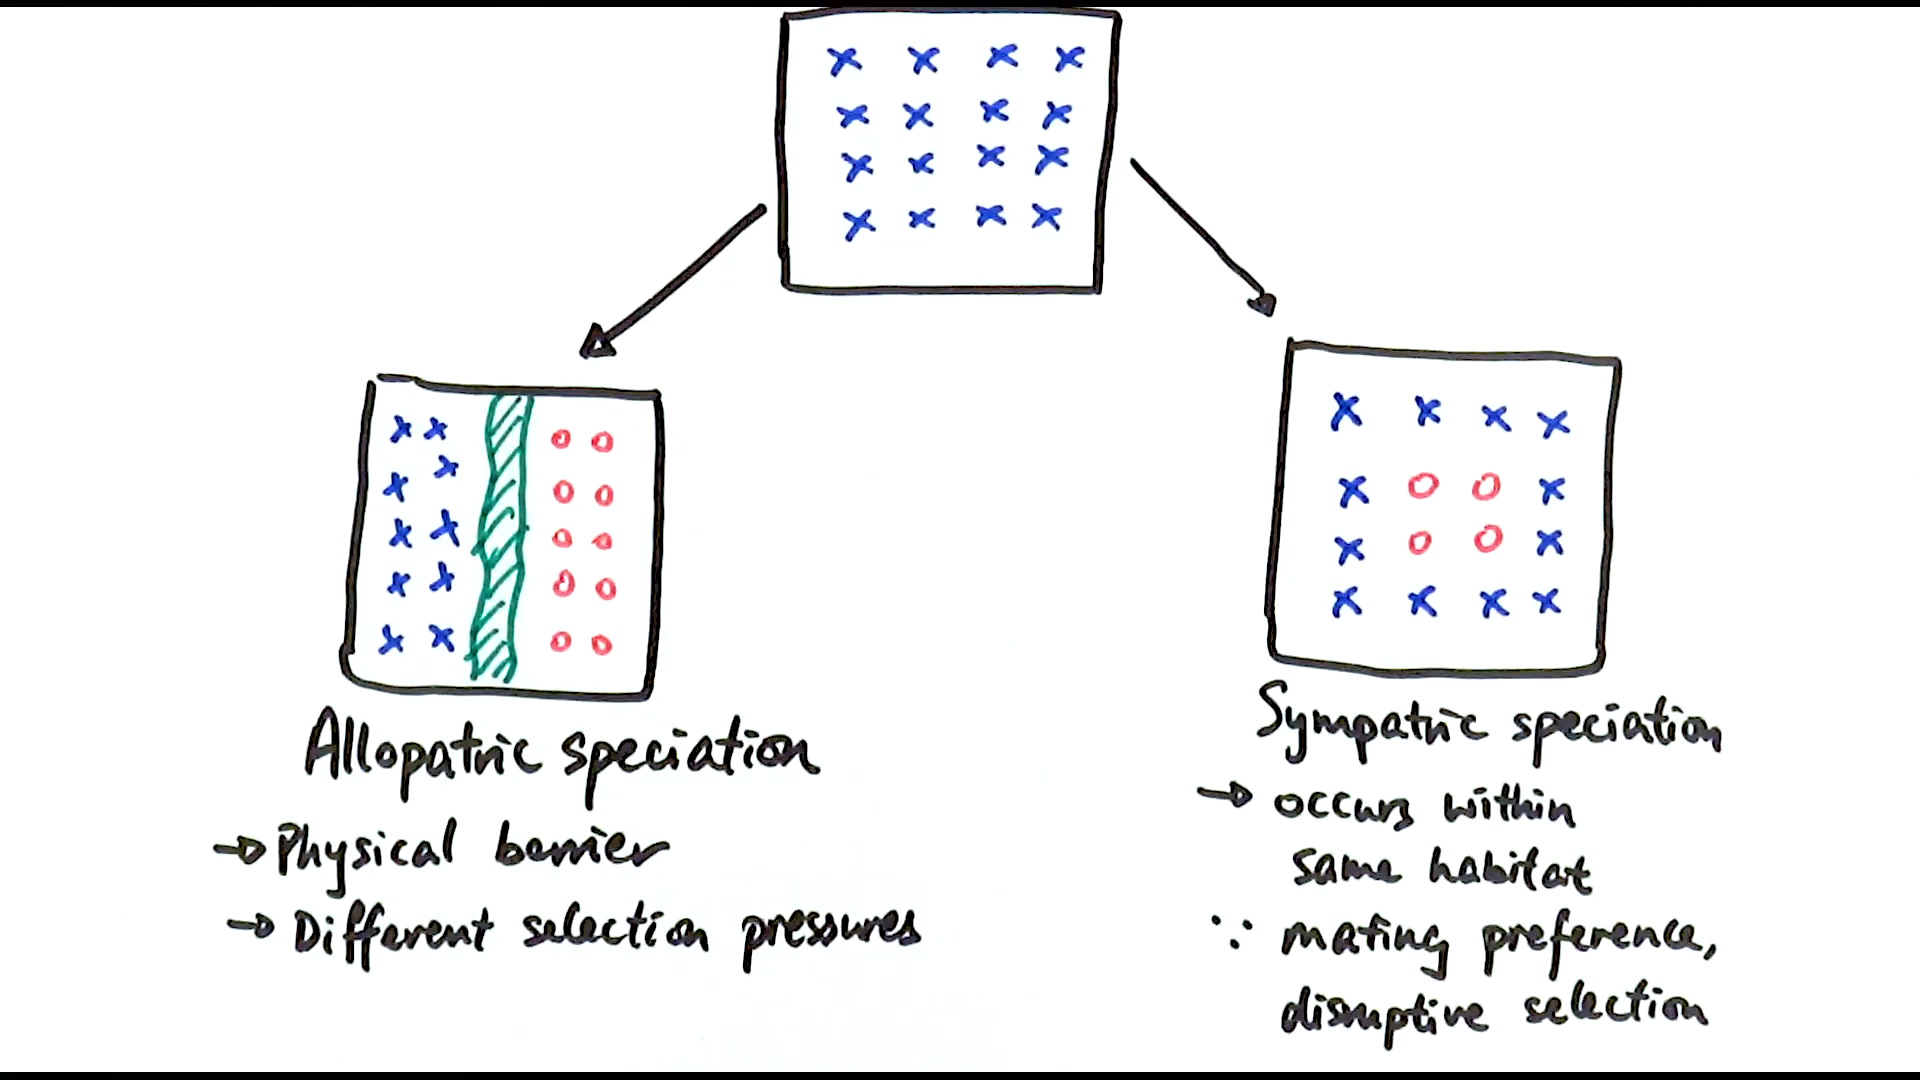 Allopatric speciation
→ Physical barrier
→ Different selection pressures
Sympatric speciation
→ occurs within
same habitat
∵ mating preference,
disruptive selection